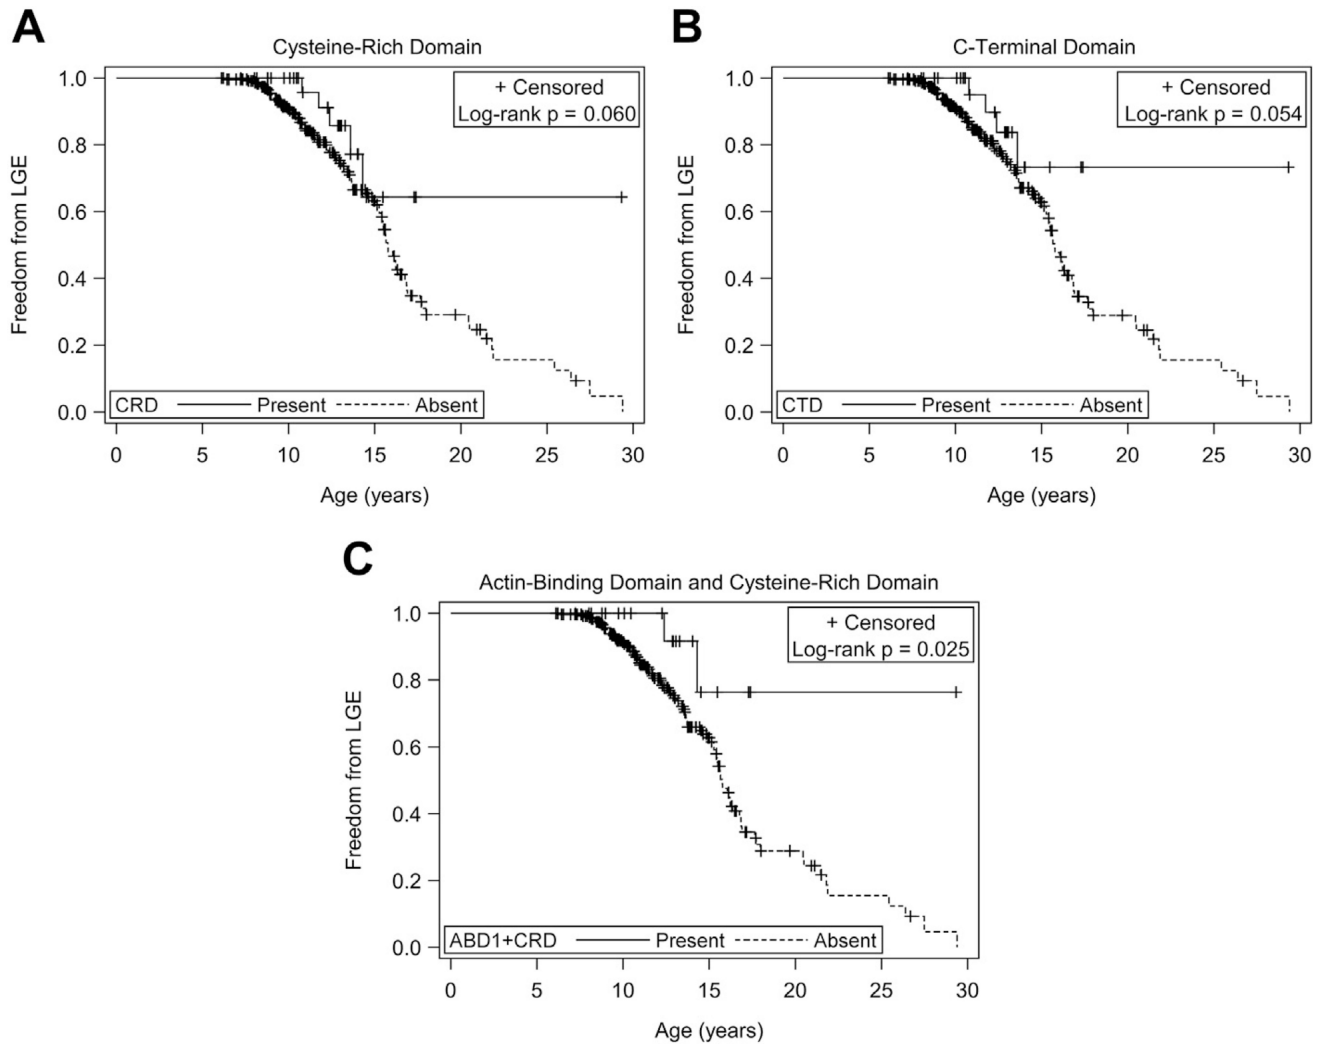 A
Cysteine-Rich Domain
+ Censored
Log-rank p = 0.060
Freedom from LGE
1.0
0.8
0.6
0.4
0.2
0.0
CRD Present Absent
0 5 10 15 20 25 30
Age (years)
B
C-Terminal Domain
+ Censored
Log-rank p = 0.054
Freedom from LGE
1.0
0.8
0.6
0.4
0.2
0.0
CTD Present Absent
0 5 10 15 20 25 30
Age (years)
C
Actin-Binding Domain and Cysteine-Rich Domain
+ Censored
Log-rank p = 0.025
Freedom from LGE
1.0
0.8
0.6
0.4
0.2
0.0
ABD1+CRD Present Absent
0 5 10 15 20 25 30
Age (years)